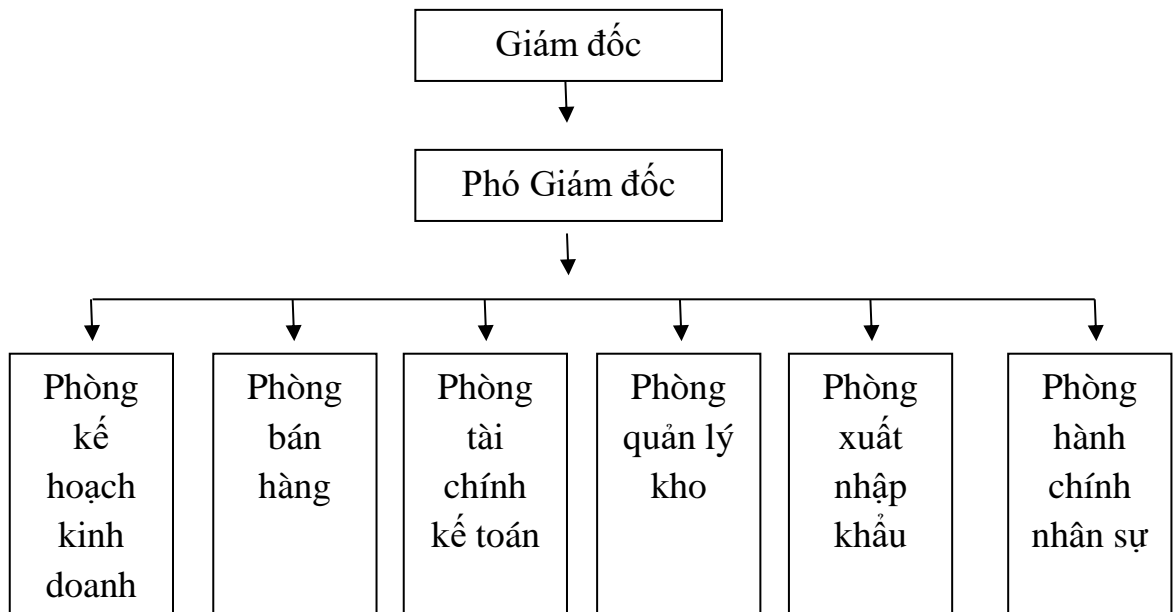 Giám đốc
Phó Giám đốc
Phòng
kế
hoạch
kinh
doanh
Phòng
bán
hàng
Phòng
tài
chính
kế toán
Phòng
quản lý
kho
Phòng
xuất
nhập
khẩu
Phòng
hành
chính
nhân sự